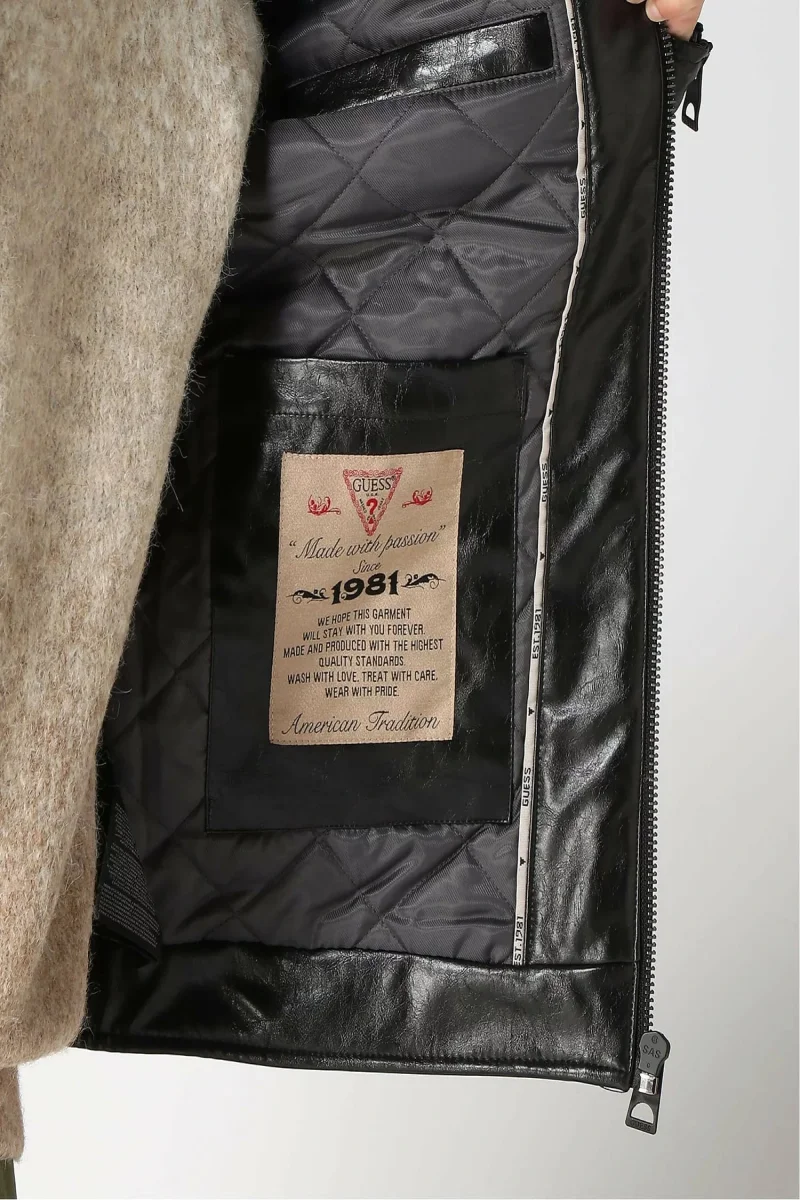 GUESS
GUESS
EST.1981
GUESS
EST.1981
GUESS®
U.S.A.
?
"Made with passion"
Since
1981
WE HOPE THIS GARMENT
WILL STAY WITH YOU FOREVER.
MADE AND PRODUCED WITH THE HIGHEST
QUALITY STANDARDS.
WASH WITH LOVE, TREAT WITH CARE,
WEAR WITH PRIDE.
American Tradition
SAS